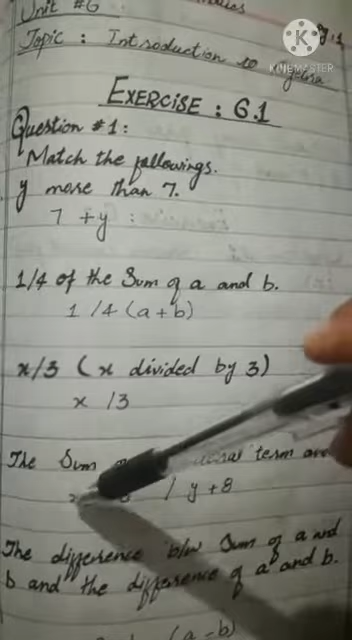 Unit #6
Topic: Introduction to
KINEMASTER
EXERCISE: 6.1
Question #1:
Match the followings.
y more than 7.
7 + y:
1/4 of the Sum of a and b.
1/4 (a+b)
x/3 (x divided by 3)
x /3
The Sum term
/ y + 8
The difference b/w Sum of a and
b and the difference of a and b.
(a-b)